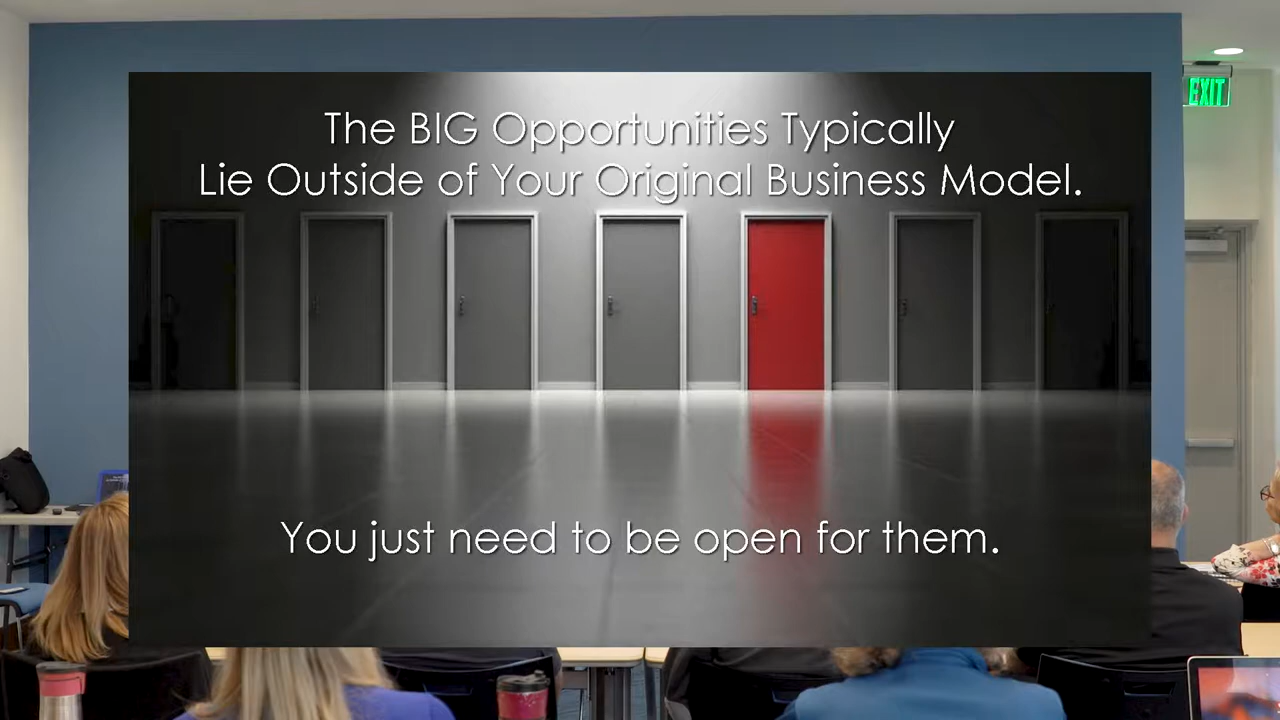 The BIG Opportunities Typically
Lie Outside of Your Original Business Model.
EXIT
You just need to be open for them.